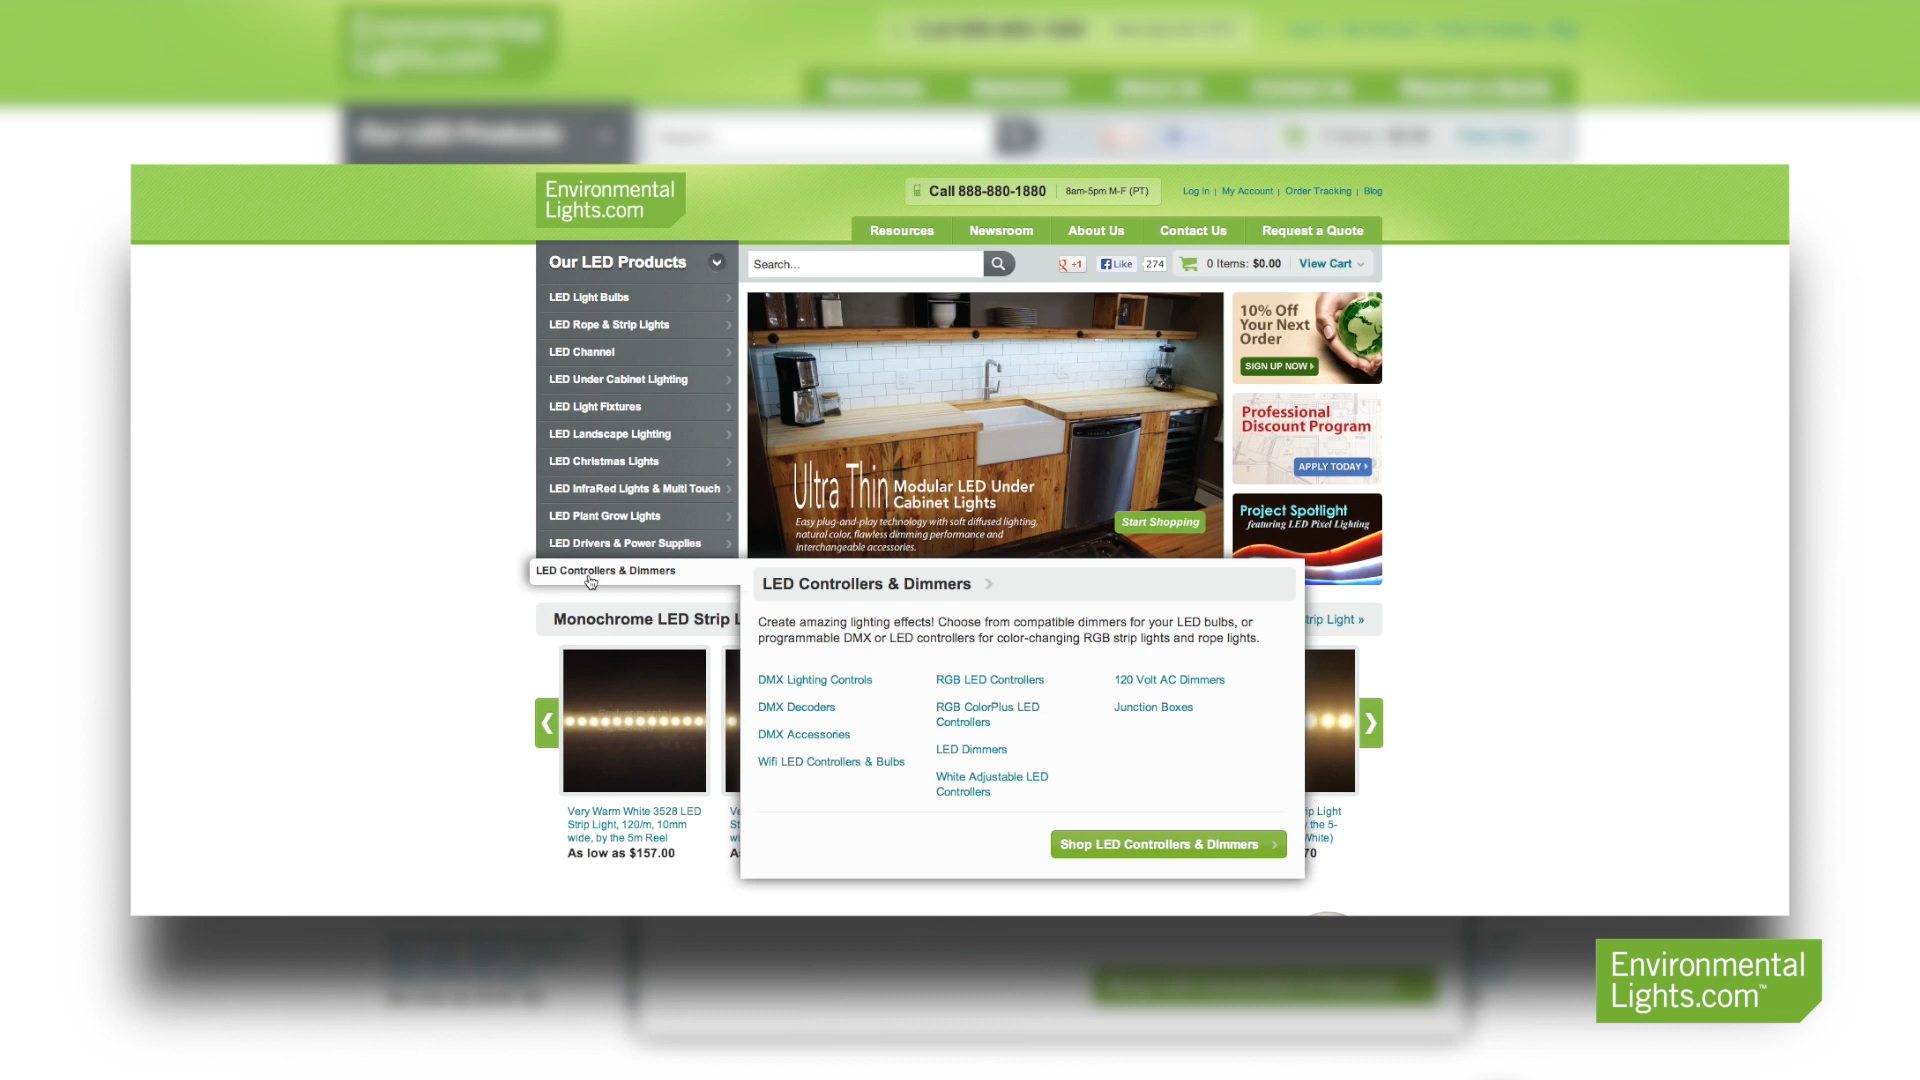 Environmental
Lights.com
Call 888-880-1880
8am-5pm M-F (PT)
Log In | My Account | Order Tracking | Blog
Resources
Newsroom
About Us
Contact Us
Request a Quote
Our LED Products
Search...
+1
Like
274
0 Items: $0.00
View Cart
LED Light Bulbs
LED Rope & Strip Lights
LED Channel
LED Under Cabinet Lighting
LED Light Fixtures
LED Landscape Lighting
LED Christmas Lights
LED InfraRed Lights & Multi Touch
LED Plant Grow Lights
LED Drivers & Power Supplies
LED Controllers & Dimmers
Ultra Thin Modular LED Under
Cabinet Lights
Easy plug-and-play technology with soft diffused lighting,
natural color, flawless dimming performance and
interchangeable accessories.
Start Shopping
10% Off
Your Next
Order
SIGN UP NOW
Professional
Discount Program
APPLY TODAY
Project Spotlight
featuring LED Pixel Lighting
LED Controllers & Dimmers
Create amazing lighting effects! Choose from compatible dimmers for your LED bulbs, or
programmable DMX or LED controllers for color-changing RGB strip lights and rope lights.
DMX Lighting Controls
DMX Decoders
DMX Accessories
Wifi LED Controllers & Bulbs
RGB LED Controllers
RGB ColorPlus LED
Controllers
LED Dimmers
White Adjustable LED
Controllers
120 Volt AC Dimmers
Junction Boxes
Shop LED Controllers & Dimmers
Monochrome LED Strip
Light »
Very Warm White 3528 LED
Strip Light, 120/m, 10mm
wide, by the 5m Reel
As low as $157.00
Light
the 5-
White)
70
Environmental
Lights.com™